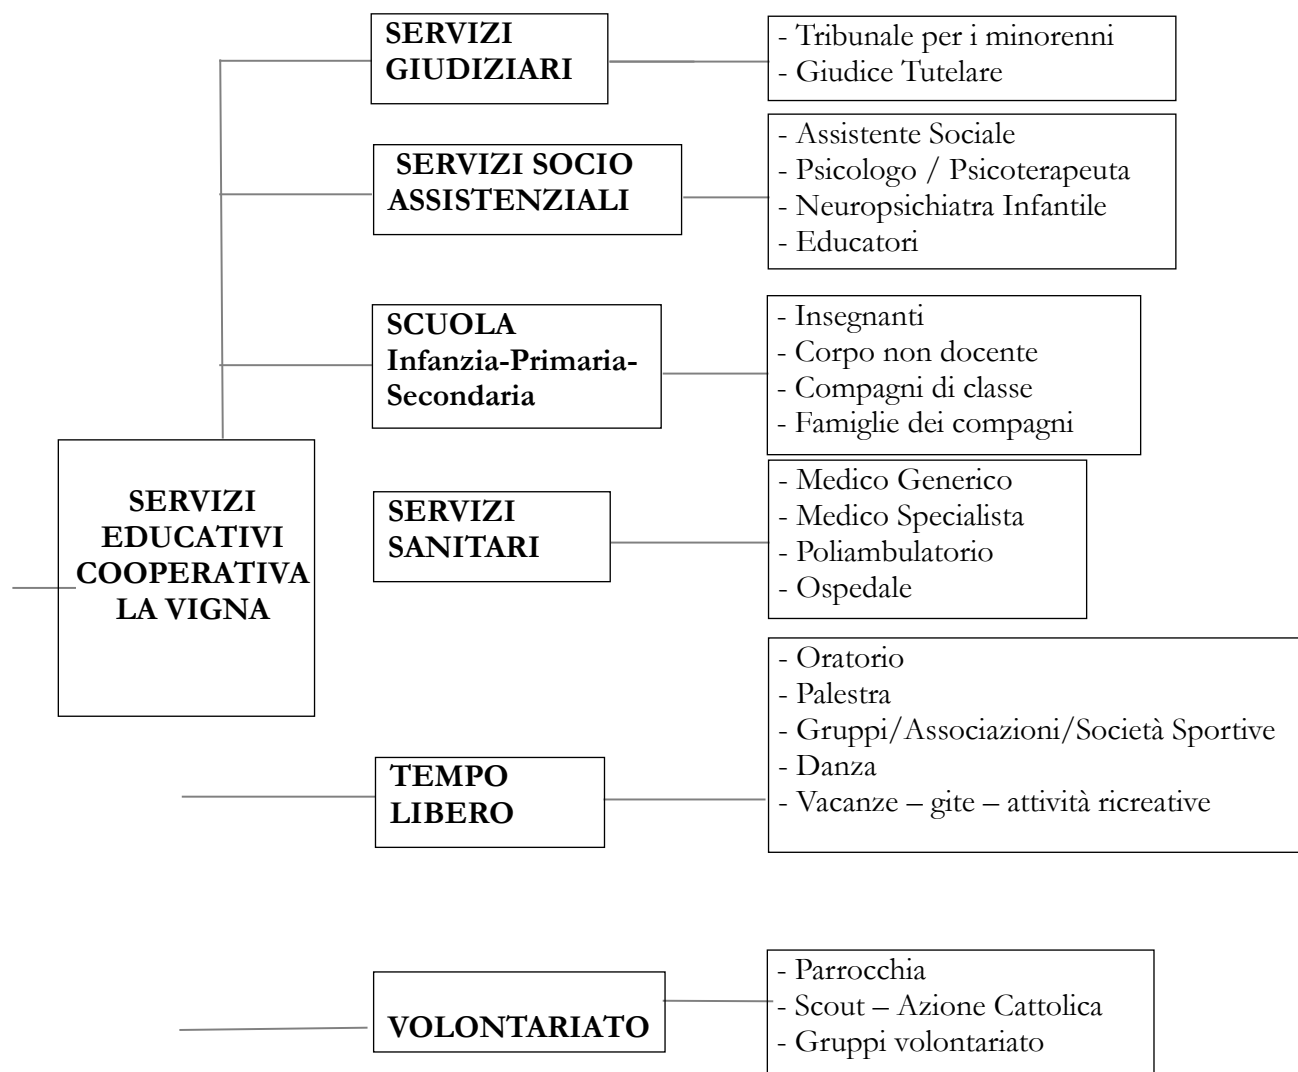 SERVIZI
GIUDIZIARI
- Tribunale per i minorenni
- Giudice Tutelare
SERVIZI SOCIO
ASSISTENZIALI
- Assistente Sociale
- Psicologo / Psicoterapeuta
- Neuropsichiatra Infantile
- Educatori
SCUOLA
Infanzia-Primaria-
Secondaria
- Insegnanti
- Corpo non docente
- Compagni di classe
- Famiglie dei compagni
SERVIZI
EDUCATIVI
COOPERATIVA
LA VIGNA
SERVIZI
SANITARI
- Medico Generico
- Medico Specialista
- Poliambulatorio
- Ospedale
TEMPO
LIBERO
- Oratorio
- Palestra
- Gruppi/Associazioni/Società Sportive
- Danza
- Vacanze – gite – attività ricreative
VOLONTARIATO
- Parrocchia
- Scout – Azione Cattolica
- Gruppi volontariato